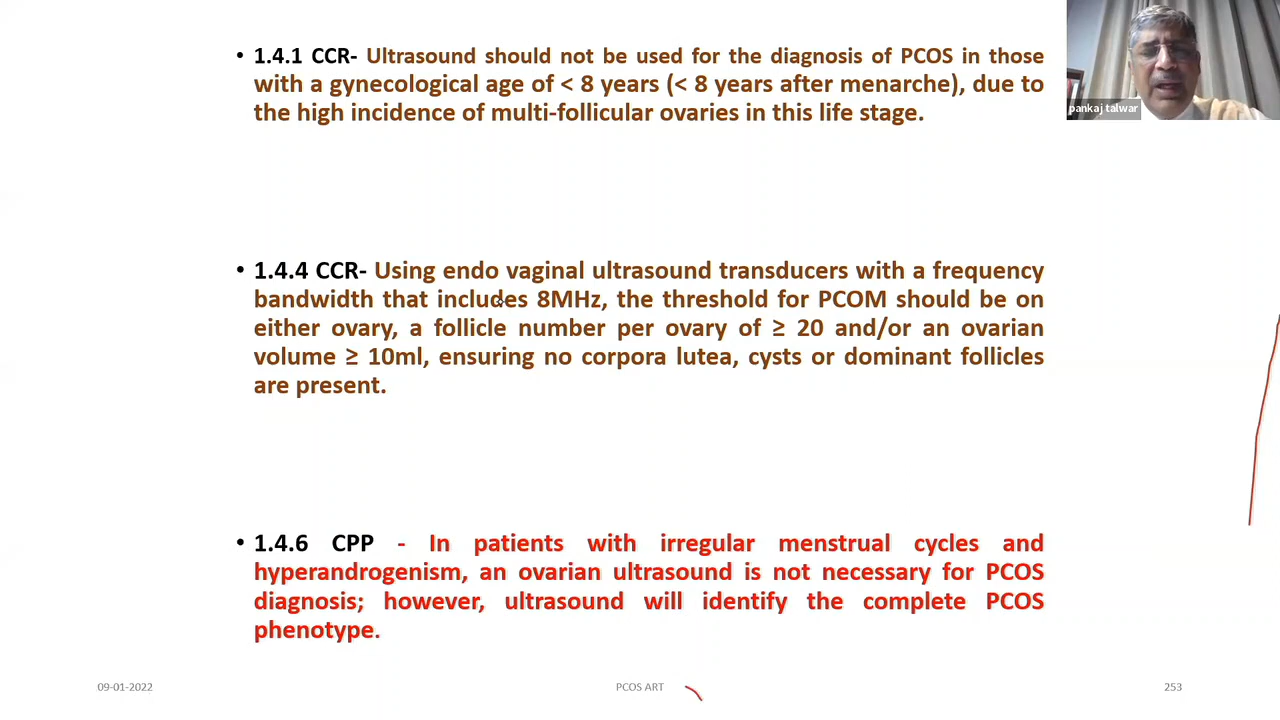 • 1.4.1 CCR- Ultrasound should not be used for the diagnosis of PCOS in those
with a gynecological age of < 8 years (< 8 years after menarche), due to
the high incidence of multi-follicular ovaries in this life stage.
pankaj talwar
• 1.4.4 CCR- Using endo vaginal ultrasound transducers with a frequency
bandwidth that includes 8MHz, the threshold for PCOM should be on
either ovary, a follicle number per ovary of ≥ 20 and/or an ovarian
volume ≥ 10ml, ensuring no corpora lutea, cysts or dominant follicles
are present.
• 1.4.6 CPP - In patients with irregular menstrual cycles and
hyperandrogenism, an ovarian ultrasound is not necessary for PCOS
diagnosis; however, ultrasound will identify the complete PCOS
phenotype.
09-01-2022 PCOS ART 253